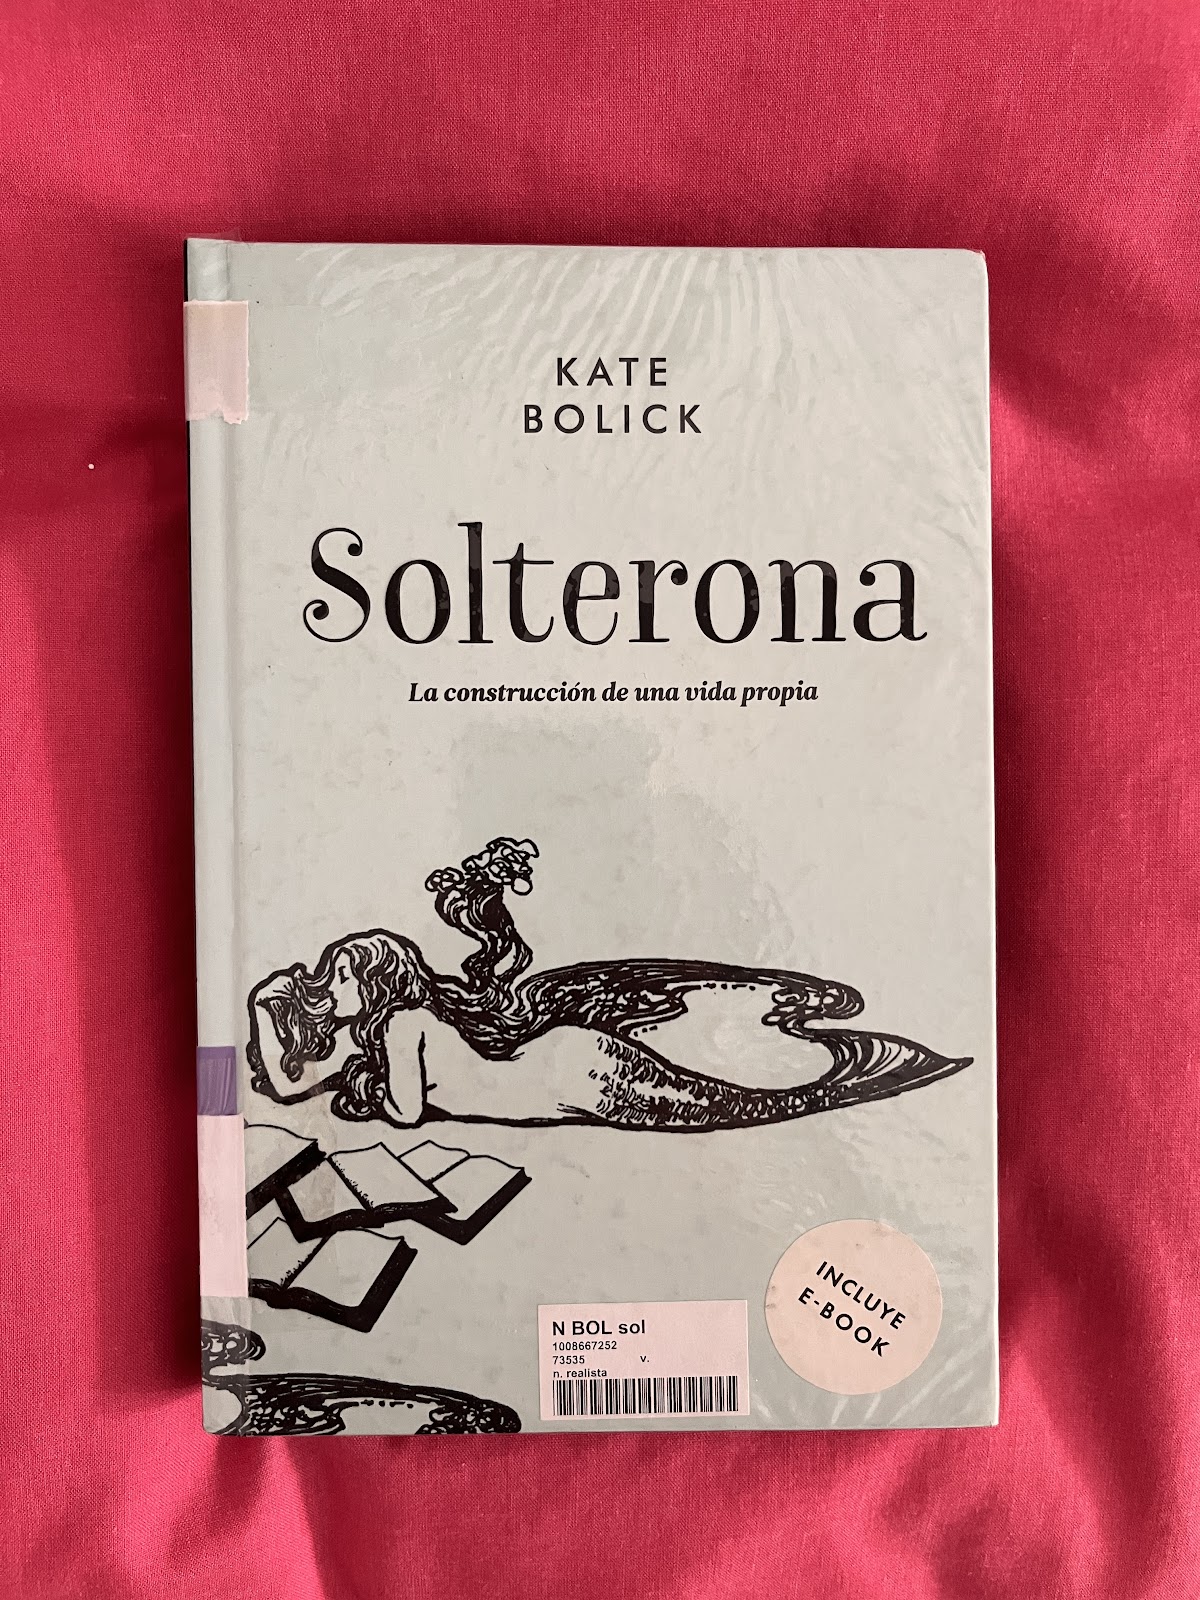 KATE
BOLICK
Solterona
La construcción de una vida propia
INCLUYE
E-BOOK
N BOL sol
1008667252
73535 v.
n. realista